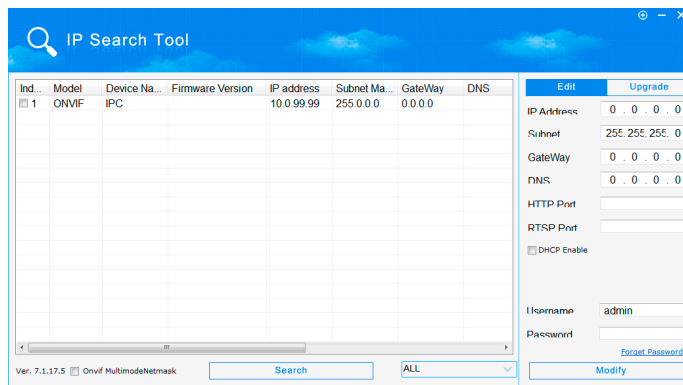 IP Search Tool
Ind... Model Device Na... Firmware Version IP address Subnet Ma... GateWay DNS
1 ONVIF IPC 10.0.99.99 255.0.0.0 0.0.0.0
Edit Upgrade
IP Address 0 . 0 . 0 . 0
Subnet 255. 255. 255. 0
GateWay 0 . 0 . 0 . 0
DNS 0 . 0 . 0 . 0
HTTP Port
RTSP Port
DHCP Enable
Username admin
Password
Forget Password
Ver. 7.1.17.5 Onvif MultimodeNetmask Search ALL Modify